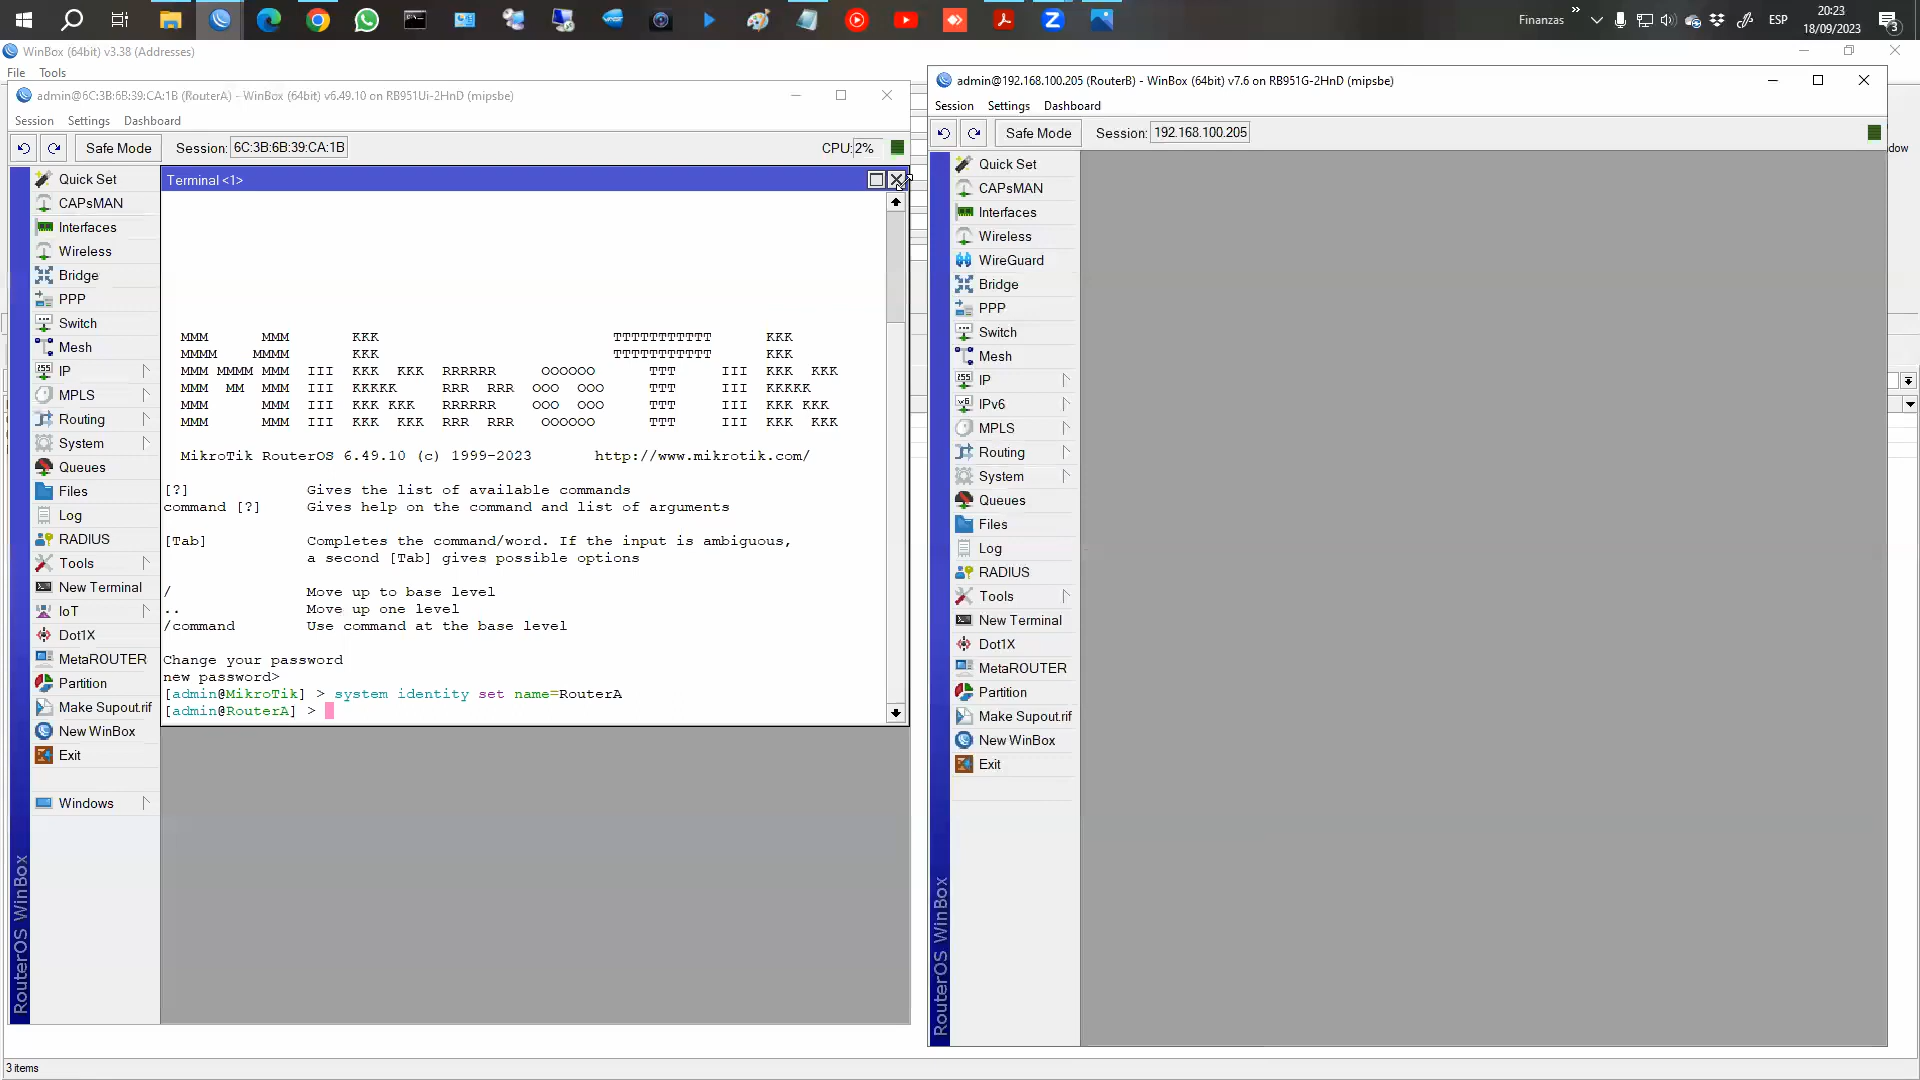 Finanzas
»
ESP
20:23
18/09/2023
3
WinBox (64bit) v3.38 (Addresses)
File Tools
admin@6C:3B:6B:39:CA:1B (RouterA) - WinBox (64bit) v6.49.10 on RB951Ui-2HnD (mipsbe)
Session Settings Dashboard
Safe Mode Session: 6C:3B:6B:39:CA:1B CPU: 2%
Quick Set
CAPsMAN
Interfaces
Wireless
Bridge
PPP
Switch
Mesh
IP
MPLS
Routing
System
Queues
Files
Log
RADIUS
Tools
New Terminal
IoT
Dot1X
MetaROUTER
Partition
Make Supout.rif
New WinBox
Exit
Windows
RouterOS WinBox
Terminal <1>
MMM      MMM       KKK                          TTTTTTTTTTT      KKK
MMMM    MMMM       KKK                          TTTTTTTTTTT      KKK
MMM MMMM MMM  III  KKK  KKK  RRRRRR     OOOOOO      TTT     III  KKK  KKK
MMM  MM  MMM  III  KKKKK     RRR  RRR  OOO  OOO     TTT     III  KKKKK
MMM      MMM  III  KKK KKK   RRRRRR    OOO  OOO     TTT     III  KKK KKK
MMM      MMM  III  KKK  KKK  RRR  RRR   OOOOOO      TTT     III  KKK  KKK
MikroTik RouterOS 6.49.10 (c) 1999-2023       http://www.mikrotik.com/
[?]             Gives the list of available commands
command [?]     Gives help on the command and list of arguments
[Tab]           Completes the command/word. If the input is ambiguous,
a second [Tab] gives possible options
/               Move up to base level
..              Move up one level
/command        Use command at the base level
Change your password
new password>
[admin@MikroTik] > system identity set name=RouterA
[admin@RouterA] >
admin@192.168.100.205 (RouterB) - WinBox (64bit) v7.6 on RB951G-2HnD (mipsbe)
Session Settings Dashboard
Safe Mode Session: 192.168.100.205
Quick Set
CAPsMAN
Interfaces
Wireless
WireGuard
Bridge
PPP
Switch
Mesh
IP
IPv6
MPLS
Routing
System
Queues
Files
Log
RADIUS
Tools
New Terminal
Dot1X
MetaROUTER
Partition
Make Supout.rif
New WinBox
Exit
RouterOS WinBox
3 items